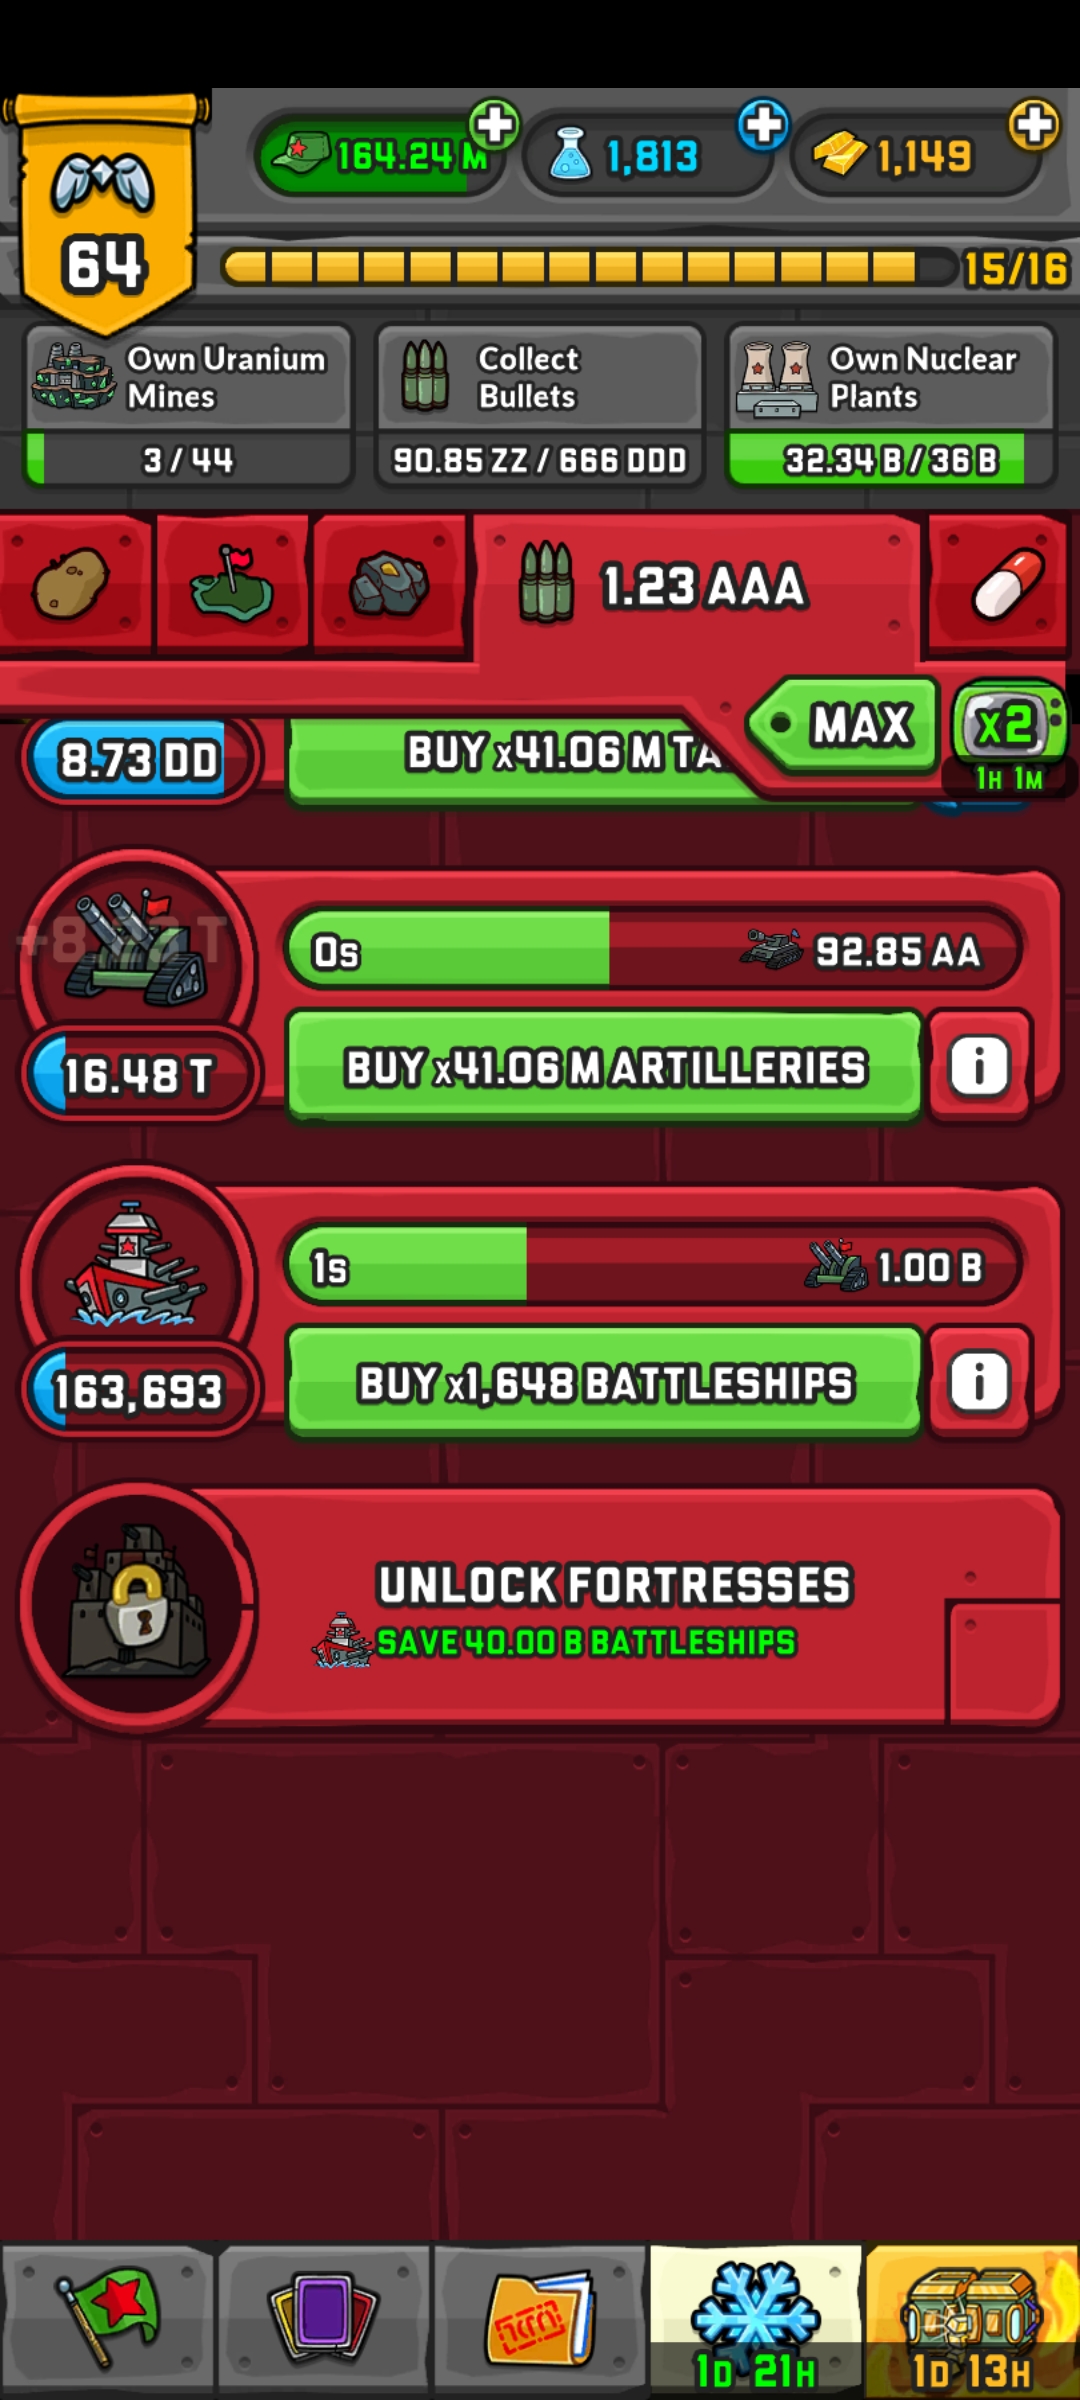 164.24 M
1,813
1,149
64
15/16
Own Uranium
Mines
3 / 44
Collect
Bullets
90.85 ZZ / 666 DDD
Own Nuclear
Plants
32.34 B / 36 B
1.23 AAA
MAX
x2
1H 1M
8.73 DD
BUY x41.06 M TA
+8.23 T
0s
92.85 AA
16.48 T
BUY x41.06 M ARTILLERIES
i
1s
1.00 B
163,693
BUY x1,648 BATTLESHIPS
i
UNLOCK FORTRESSES
SAVE 40.00 B BATTLESHIPS
1D 21H
1D 13H